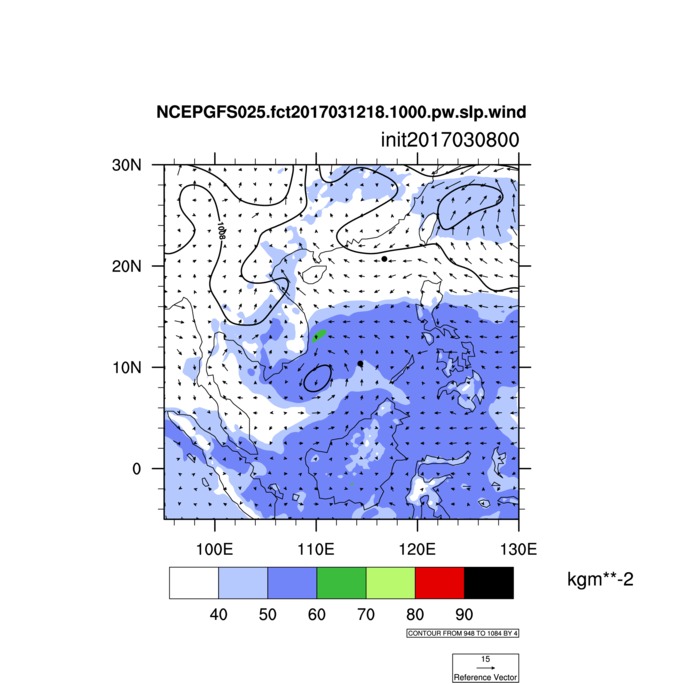 NCEPGFS025.fct2017031218.1000.pw.slp.wind
init2017030800
30N
1008
20N
10N
0
100E 110E 120E 130E
40 50 60 70 80 90
kgm**-2
CONTOUR FROM 948 TO 1084 BY 4
15
Reference Vector